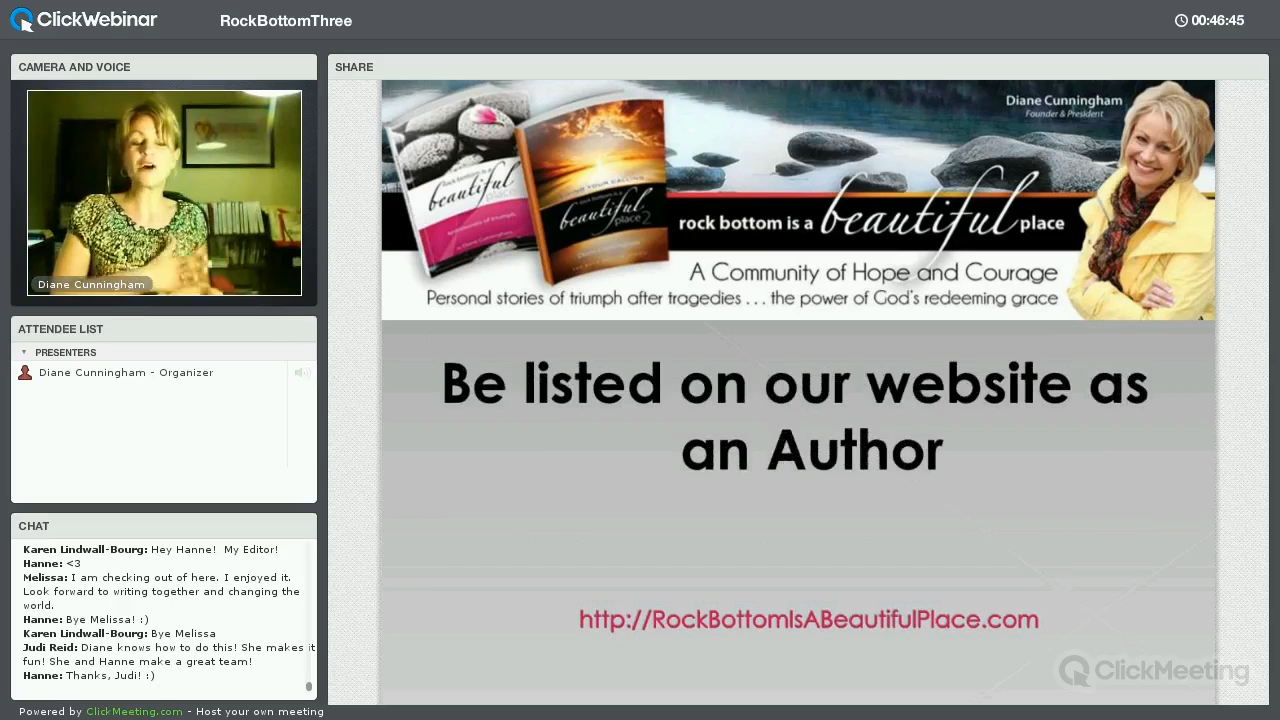 ClickWebinar
RockBottomThree
00:46:45
CAMERA AND VOICE
Diane Cunningham
ATTENDEE LIST
PRESENTERS
Diane Cunningham - Organizer
CHAT
Karen Lindwall-Bourg: Hey Hanne! My Editor!
Hanne: <3
Melissa: I am checking out of here. I enjoyed it.
Look forward to writing together and changing the
world.
Hanne: Bye Melissa! :)
Karen Lindwall-Bourg: Bye Melissa
Judi Reid: Diane knows how to do this! She makes it
fun! She and Hanne make a great team!
Hanne: Thanks, Judi! :)
Powered by ClickMeeting.com - Host your own meeting
SHARE
Diane Cunningham
Founder & President
beautiful
beautiful
place 2
rock bottom is a beautiful place
A Community of Hope and Courage
Personal stories of triumph after tragedies . . . the power of God's redeeming grace
Be listed on our website as
an Author
http://RockBottomIsABeautifulPlace.com
ClickMeeting